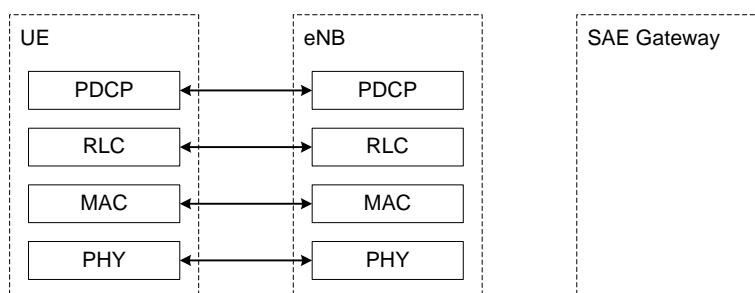 UE eNB SAE Gateway
PDCP PDCP
RLC RLC
MAC MAC
PHY PHY